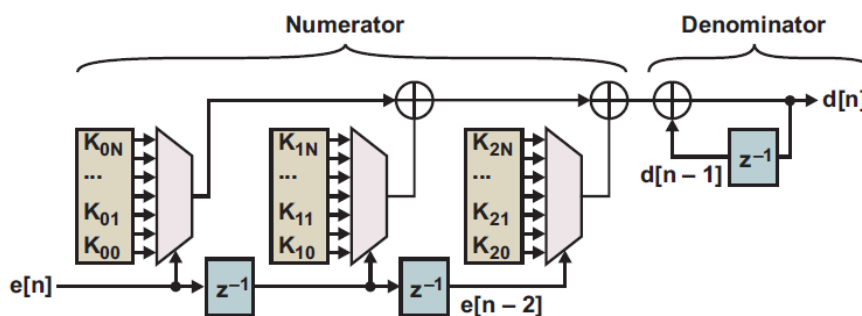 Numerator
Denominator
d[n]
K0N
...
K01
K00
K1N
...
K11
K10
K2N
...
K21
K20
d[n – 1]
z–1
e[n]
z–1
z–1
e[n – 2]